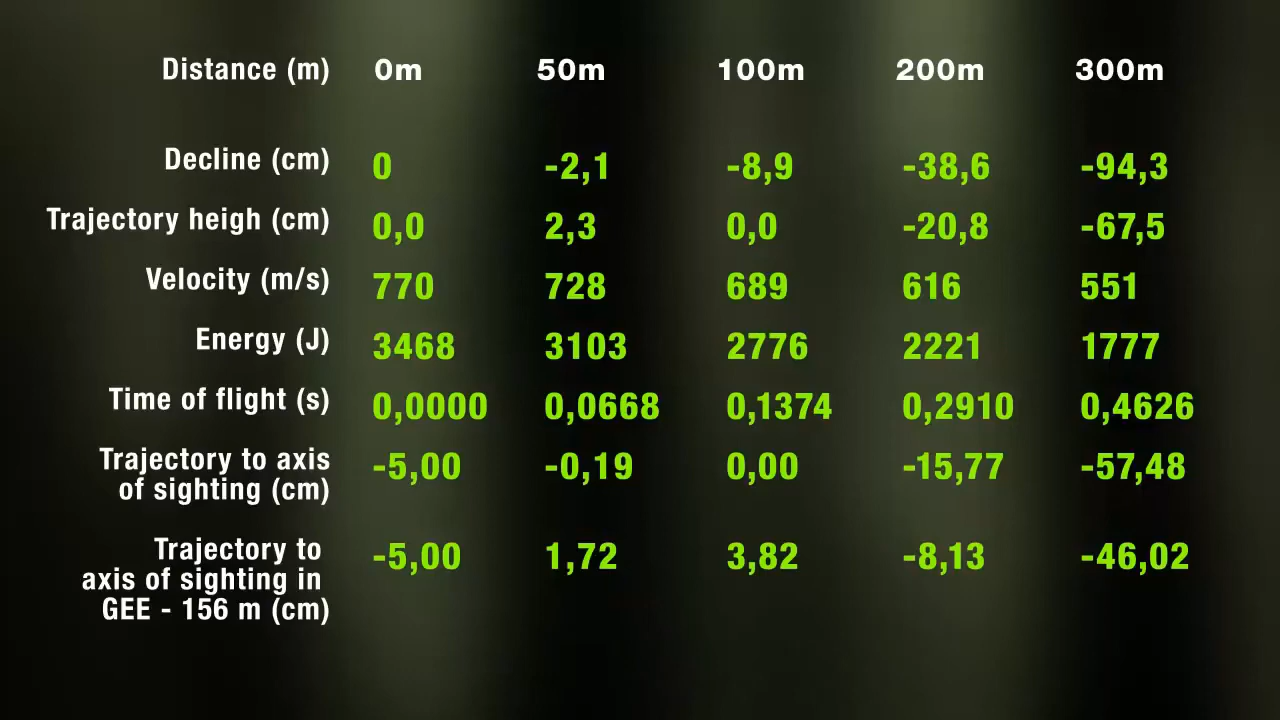 Distance (m) 0m 50m 100m 200m 300m
Decline (cm) 0 -2,1 -8,9 -38,6 -94,3
Trajectory heigh (cm) 0,0 2,3 0,0 -20,8 -67,5
Velocity (m/s) 770 728 689 616 551
Energy (J) 3468 3103 2776 2221 1777
Time of flight (s) 0,0000 0,0668 0,1374 0,2910 0,4626
Trajectory to axis -5,00 -0,19 0,00 -15,77 -57,48
of sighting (cm)
Trajectory to -5,00 1,72 3,82 -8,13 -46,02
axis of sighting in
GEE - 156 m (cm)